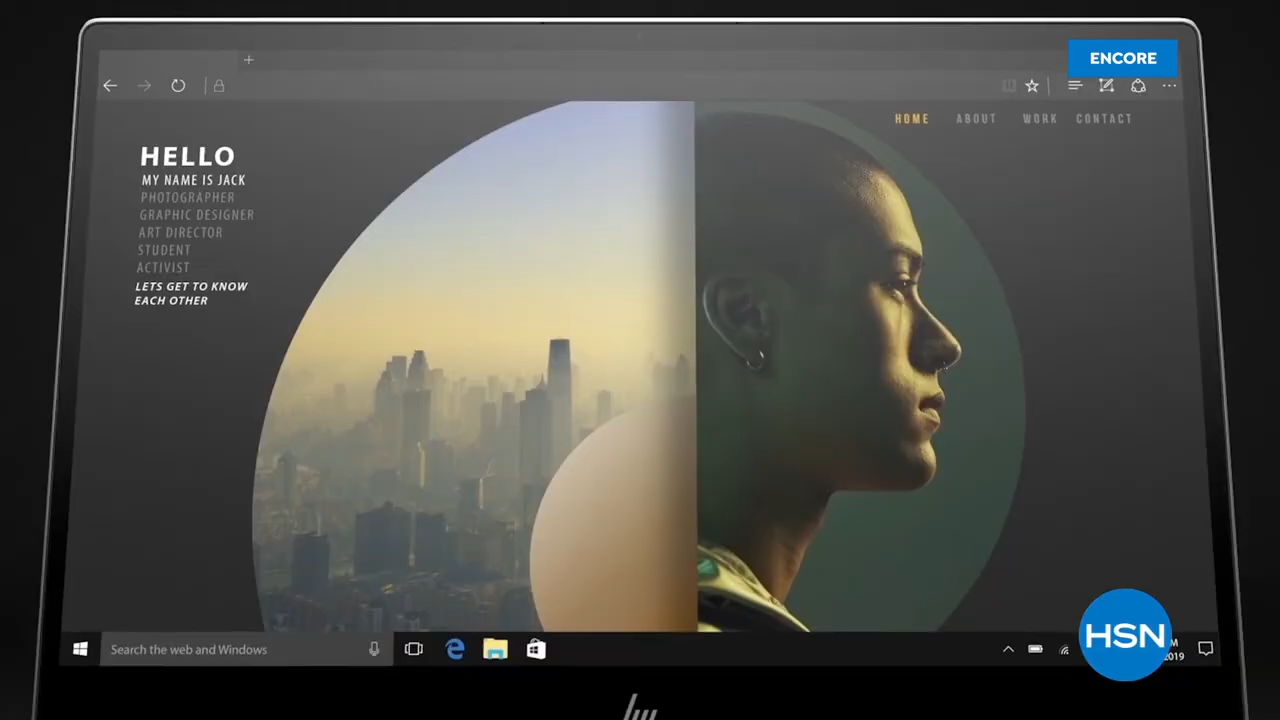 ENCORE
HOME ABOUT WORK CONTACT
HELLO
MY NAME IS JACK
PHOTOGRAPHER
GRAPHIC DESIGNER
ART DIRECTOR
STUDENT
ACTIVIST
LETS GET TO KNOW
EACH OTHER
Search the web and Windows
HSN
M
2019
hp